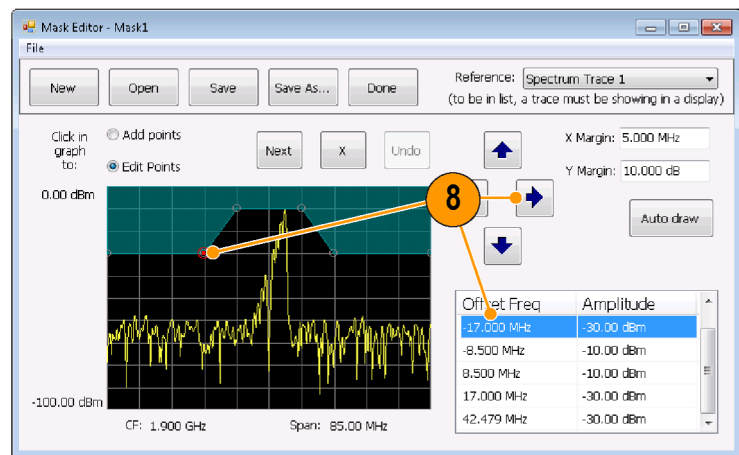 Mask Editor - Mask1
File
New
Open
Save
Save As...
Done
Reference: Spectrum Trace 1
(to be in list, a trace must be showing in a display)
Click in graph to:
Add points
Edit Points
Next
X
Undo
X Margin: 5.000 MHz
Y Margin: 10.000 dB
Auto draw
8
0.00 dBm
-100.00 dBm
CF: 1.900 GHz
Span: 85.00 MHz
Offset Freq Amplitude
-17.000 MHz -30.00 dBm
-8.500 MHz -10.00 dBm
8.500 MHz -10.00 dBm
17.000 MHz -30.00 dBm
42.479 MHz -30.00 dBm